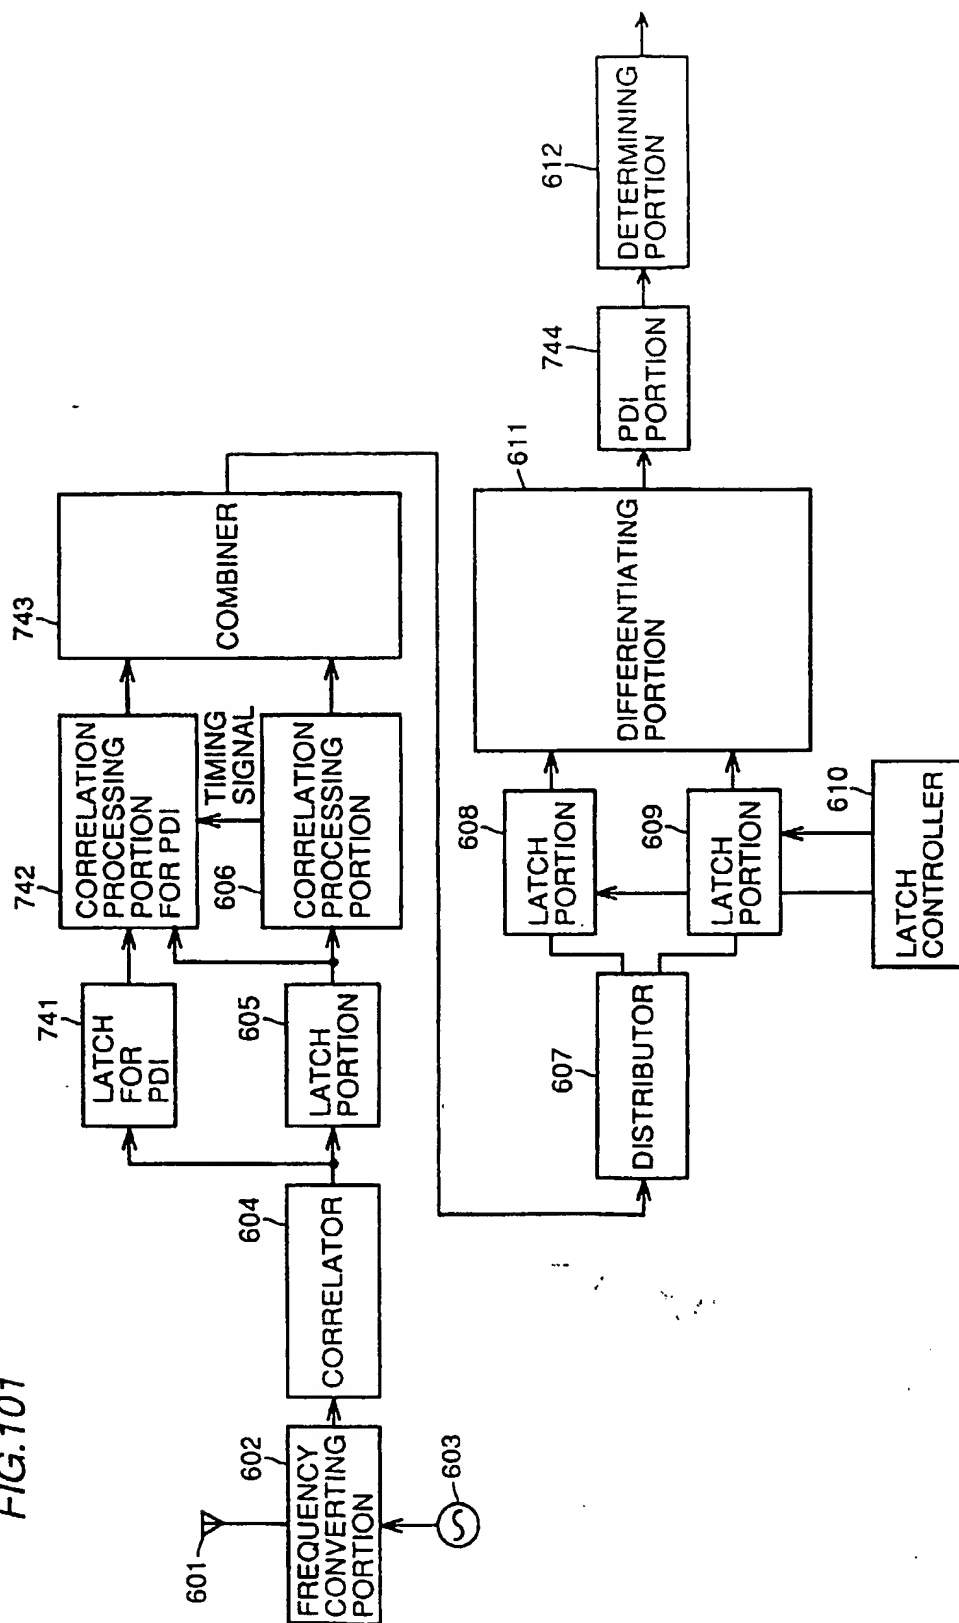 FIG.101
601
602
FREQUENCY
CONVERTING
PORTION
603
604
CORRELATOR
741
LATCH
FOR
PDI
605
LATCH
PORTION
742
CORRELATION
PROCESSING
PORTION
FOR PDI
TIMING
SIGNAL
606
CORRELATION
PROCESSING
PORTION
743
COMBINER
607
DISTRIBUTOR
608
LATCH
PORTION
609
LATCH
PORTION
610
LATCH
CONTROLLER
611
DIFFERENTIATING
PORTION
744
PDI
PORTION
612
DETERMINING
PORTION